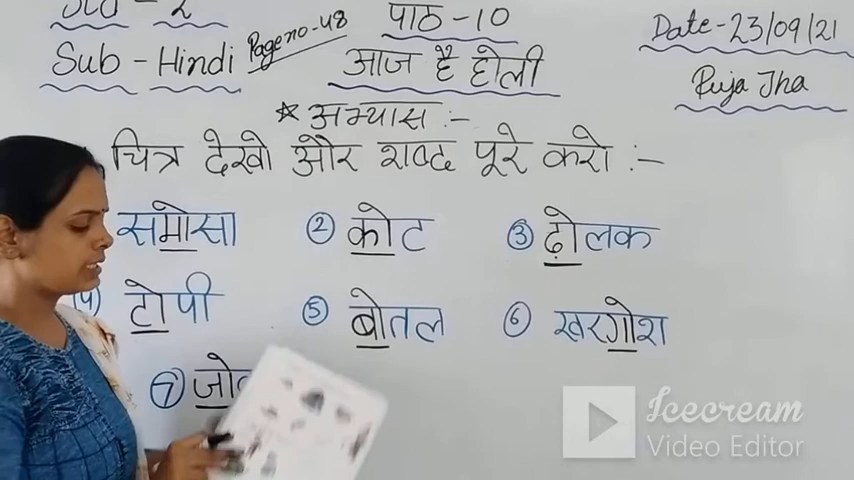 Sub - Hindi Page no - 48
पाठ - 10
आज है होली
Date - 23/09/21
Puja Jha
* अभ्यास :-
चित्र देखो और शब्द पूरे करो :-
समोसा ② कोट ③ ढ़ोलक
(4) टोपी ⑤ बोतल ⑥ खरगोश
⑦
Icecream
Video Editor